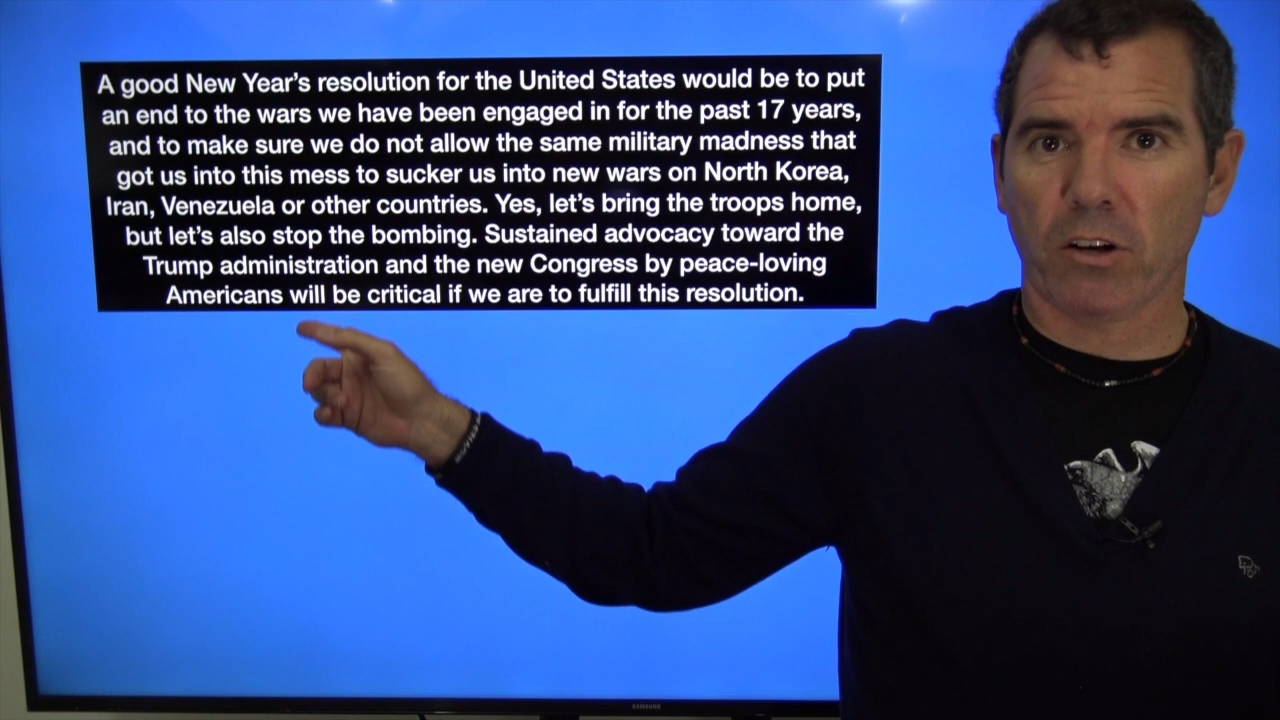 A good New Year’s resolution for the United States would be to put
an end to the wars we have been engaged in for the past 17 years,
and to make sure we do not allow the same military madness that
got us into this mess to sucker us into new wars on North Korea,
Iran, Venezuela or other countries. Yes, let’s bring the troops home,
but let’s also stop the bombing. Sustained advocacy toward the
Trump administration and the new Congress by peace-loving
Americans will be critical if we are to fulfill this resolution.
SAMSUNG